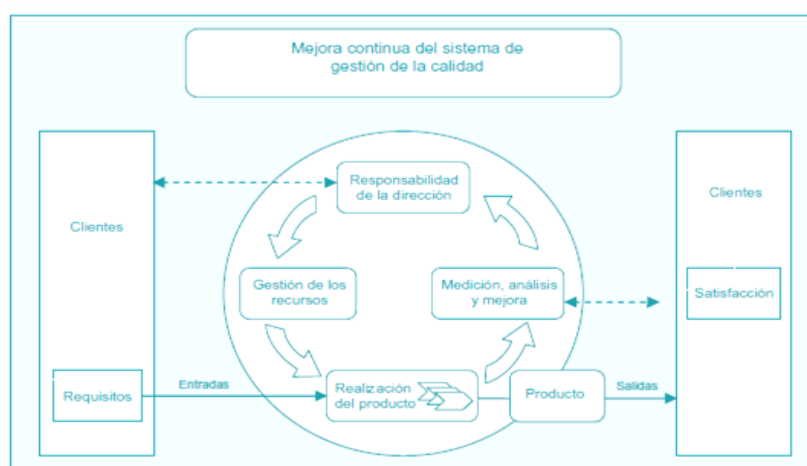 Mejora continua del sistema de
gestión de la calidad
Responsabilidad
de la dirección
Clientes
Clientes
Gestión de los
recursos
Medición, análisis
y mejora
Satisfacción
Requisitos
Entradas
Realización
del producto
Producto
Salidas